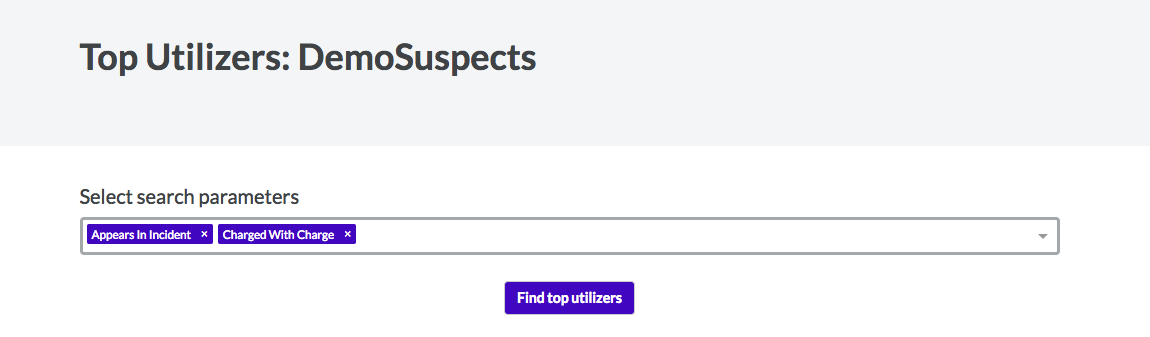 Top Utilizers: DemoSuspects
Select search parameters
Appears In Incident × Charged With Charge ×
Find top utilizers